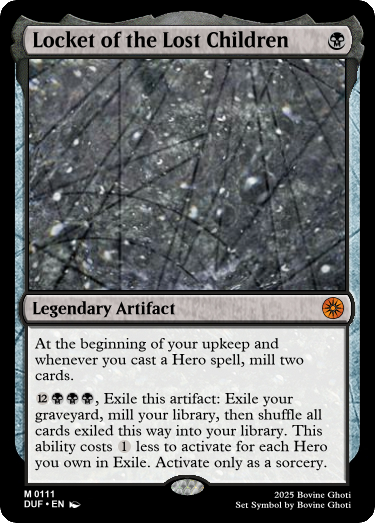 Locket of the Lost Children
Legendary Artifact
At the beginning of your upkeep and
whenever you cast a Hero spell, mill two
cards.
12, Exile this artifact: Exile your
graveyard, mill your library, then shuffle all
cards exiled this way into your library. This
ability costs 1 less to activate for each Hero
you own in Exile. Activate only as a sorcery.
M 0111
DUF • EN
2025 Bovine Ghoti
Set Symbol by Bovine Ghoti